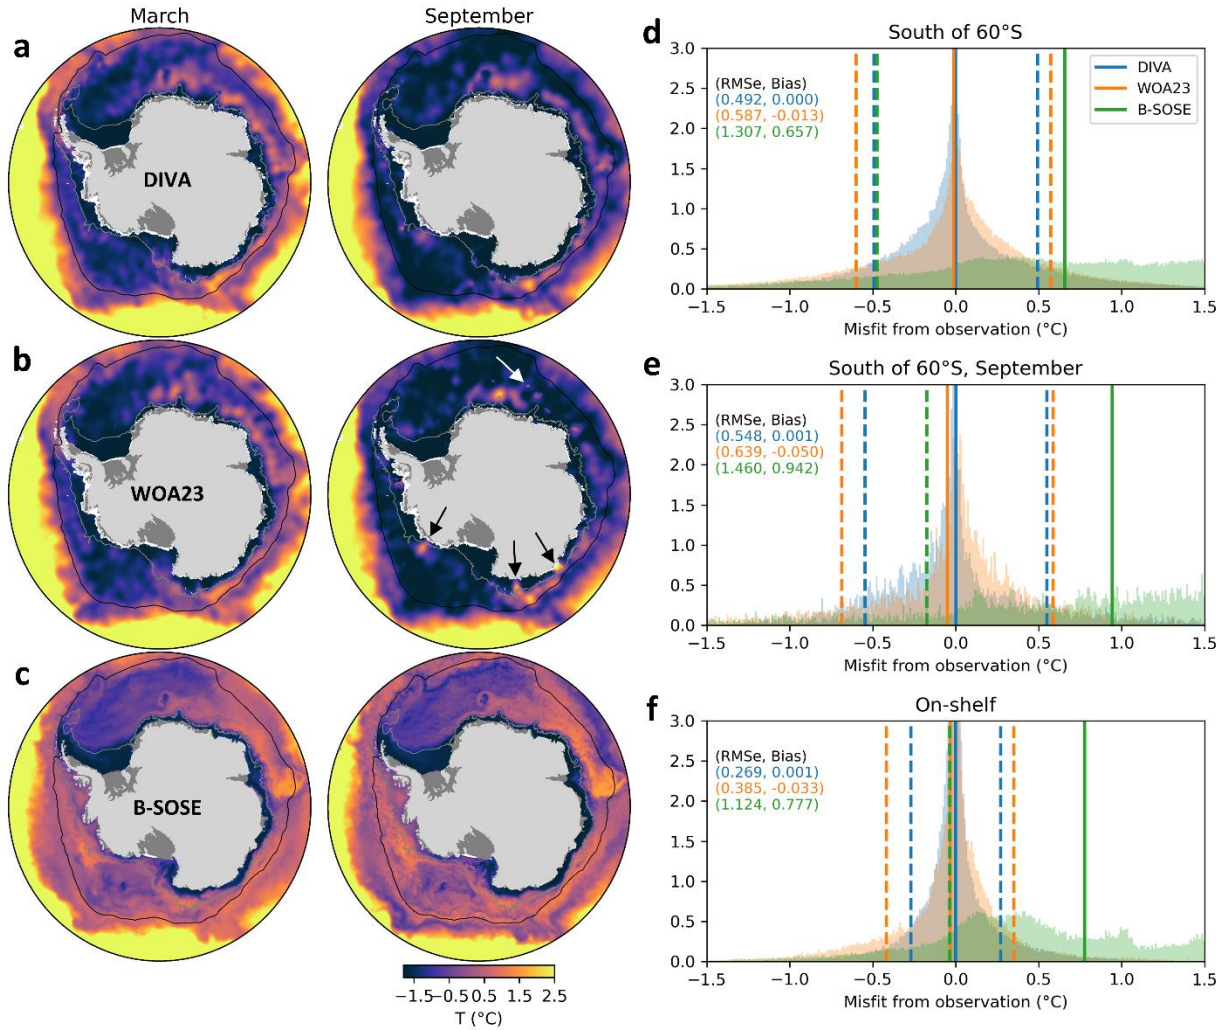 March
September
a
DIVA
b
WOA23
c
B-SOSE
−1.5 −0.5 0.5 1.5 2.5
T (°C)
d
South of 60°S
DIVA
WOA23
B-SOSE
(RMSe, Bias)
(0.492, 0.000)
(0.587, -0.013)
(1.307, 0.657)
3.0
2.5
2.0
1.5
1.0
0.5
0.0
−1.5 −1.0 −0.5 0.0 0.5 1.0 1.5
Misfit from observation (°C)
e
South of 60°S, September
(RMSe, Bias)
(0.548, 0.001)
(0.639, -0.050)
(1.460, 0.942)
3.0
2.5
2.0
1.5
1.0
0.5
0.0
−1.5 −1.0 −0.5 0.0 0.5 1.0 1.5
Misfit from observation (°C)
f
On-shelf
(RMSe, Bias)
(0.269, 0.001)
(0.385, -0.033)
(1.124, 0.777)
3.0
2.5
2.0
1.5
1.0
0.5
0.0
−1.5 −1.0 −0.5 0.0 0.5 1.0 1.5
Misfit from observation (°C)